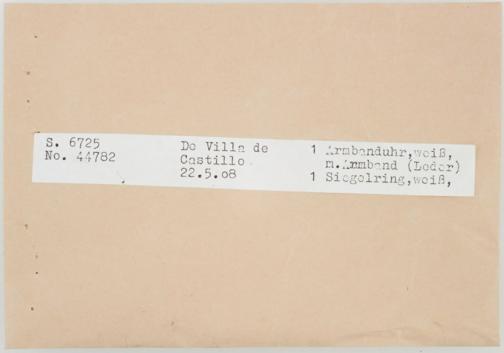 S. 6725 De Villa de 1 Armbanduhr,weiß,
No. 44782 Castillo m.Armband (Leder)
22.5.08 1 Siegelring,weiß,